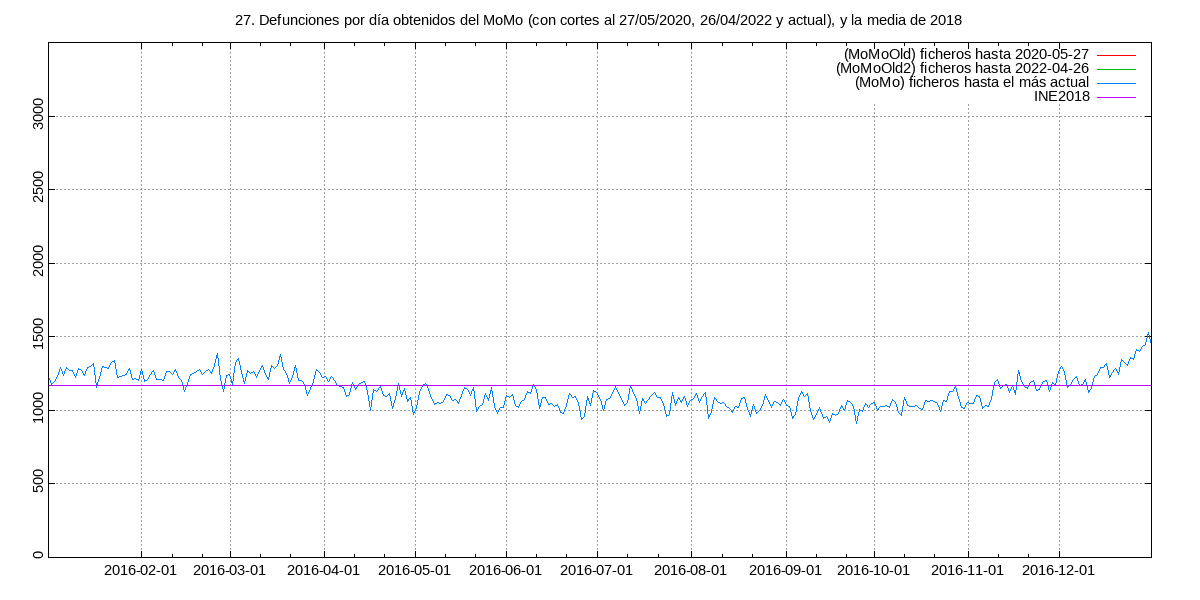 27. Defunciones por día obtenidos del MoMo (con cortes al 27/05/2020, 26/04/2022 y actual), y la media de 2018
(MoMoOld) ficheros hasta 2020-05-27
(MoMoOld2) ficheros hasta 2022-04-26
(MoMo) ficheros hasta el más actual
INE2018
3000
2500
2000
1500
1000
500
0
2016-02-01 2016-03-01 2016-04-01 2016-05-01 2016-06-01 2016-07-01 2016-08-01 2016-09-01 2016-10-01 2016-11-01 2016-12-01